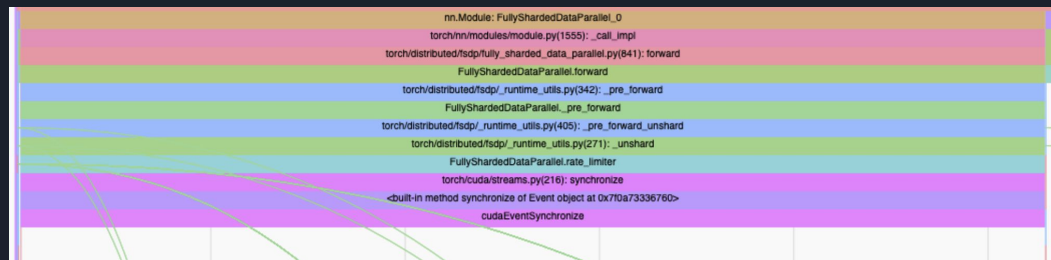 nn.Module: FullyShardedDataParallel_0
torch/nn/modules/module.py(1555): _call_impl
torch/distributed/fsdp/fully_sharded_data_parallel.py(841): forward
FullyShardedDataParallel.forward
torch/distributed/fsdp/_runtime_utils.py(342): _pre_forward
FullyShardedDataParallel._pre_forward
torch/distributed/fsdp/_runtime_utils.py(405): _pre_forward_unshard
torch/distributed/fsdp/_runtime_utils.py(271): _unshard
FullyShardedDataParallel.rate_limiter
torch/cuda/streams.py(216): synchronize
<built-in method synchronize of Event object at 0x7f0a73336760>
cudaEventSynchronize